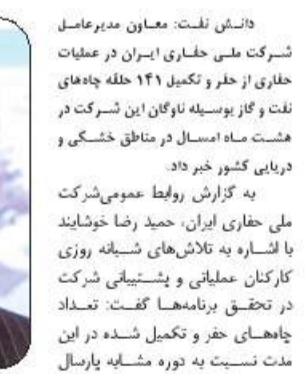 دانش نفت: معاون مدیرعامل
شرکت ملی حفاری ایران در عملیات
حفاری از حفر و تکمیل ۱۴۱ حلقه چاه‌های
نفت و گاز بوسیله ناوگان این شرکت در
هشت ماه امسال در مناطق خشکی و
دریایی کشور خبر داد.
به گزارش روابط عمومی‌شرکت
ملی حفاری ایران، حمید رضا خوشایند
با اشاره به تلاش‌های شبانه روزی
کارکنان عملیاتی و پشتیبانی شرکت
در تحقق برنامه‌ها گفت: تعداد
چاه‌های حفر و تکمیل شده در این
مدت نسبت به دوره مشابه پارسال